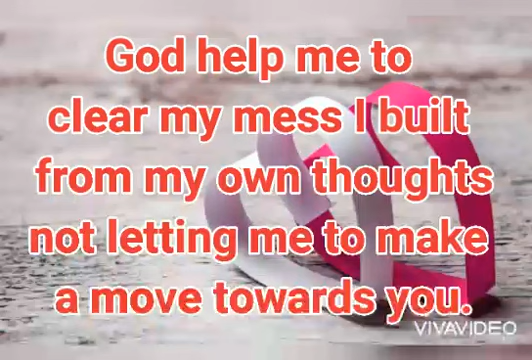 God help me to
clear my mess I built
from my own thoughts
not letting me to make
a move towards you.
VIVAVIDEO